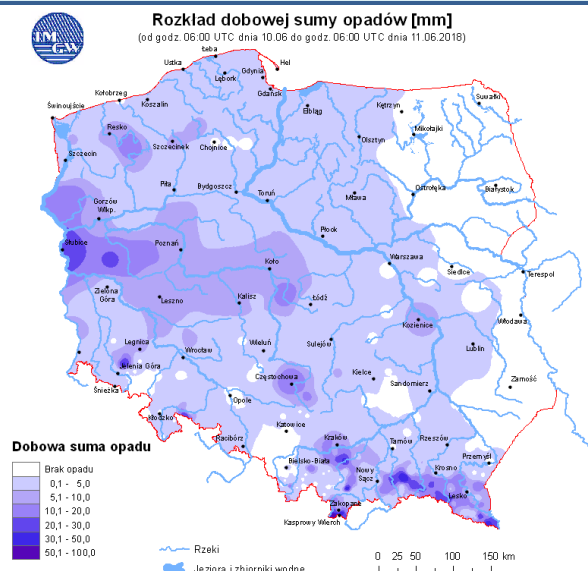 IM
GW
Rozkład dobowej sumy opadów [mm]
(od godz. 06:00 UTC dnia 10.06 do godz. 06:00 UTC dnia 11.06.2018)
Łeba
Ustka
Hel
Lębork
Gdynia
Gdańsk
Kołobrzeg
Koszalin
Świnoujście
Elbląg
Kętrzyn
Suwałki
Resko
Mikołajki
Szczecin
Szczecinek
Chojnice
Olsztyn
Piła
Bydgoszcz
Toruń
Mława
Ostrołęka
Białystok
Gorzów
Wlkp.
Płock
Słubice
Poznań
Koło
Warszawa
Siedlce
Terespol
Zielona
Góra
Leszno
Kalisz
Łódź
Kozienice
Włodawa
Legnica
Wrocław
Wieluń
Sulejów
Lublin
Jelenia Góra
Częstochowa
Kielce
Sandomierz
Zamość
Śnieżka
Opole
Kłodzko
Katowice
Racibórz
Kraków
Tarnów
Rzeszów
Przemyśl
Bielsko-Biała
Nowy
Sącz
Krosno
Lesko
Zakopane
Kasprowy Wierch
Dobowa suma opadu
Brak opadu
0,1 - 5,0
5,1 - 10,0
10,1 - 20,0
20,1 - 30,0
30,1 - 50,0
50,1 - 100,0
Rzeki
Jeziora i zbiorniki wodne
0 25 50 100 150 km